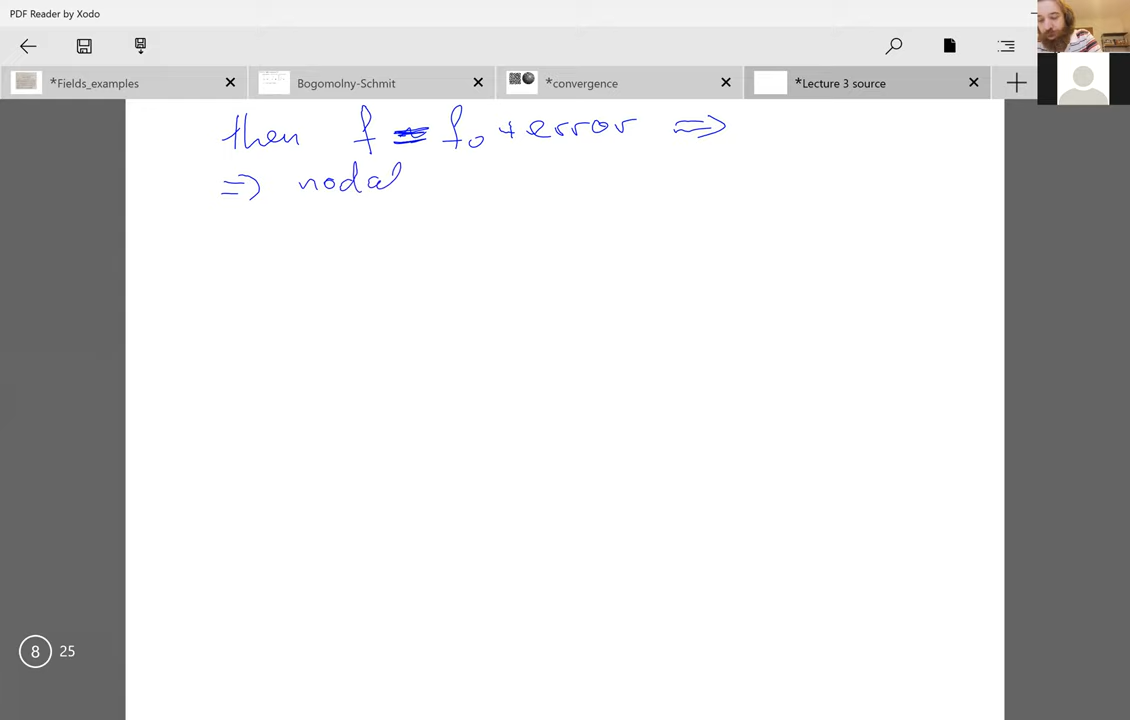 PDF Reader by Xodo
*Fields_examples
Bogomolny-Schmit
*convergence
*Lecture 3 source
then f = f₀ + error ⇒
⇒ nodal
8 25